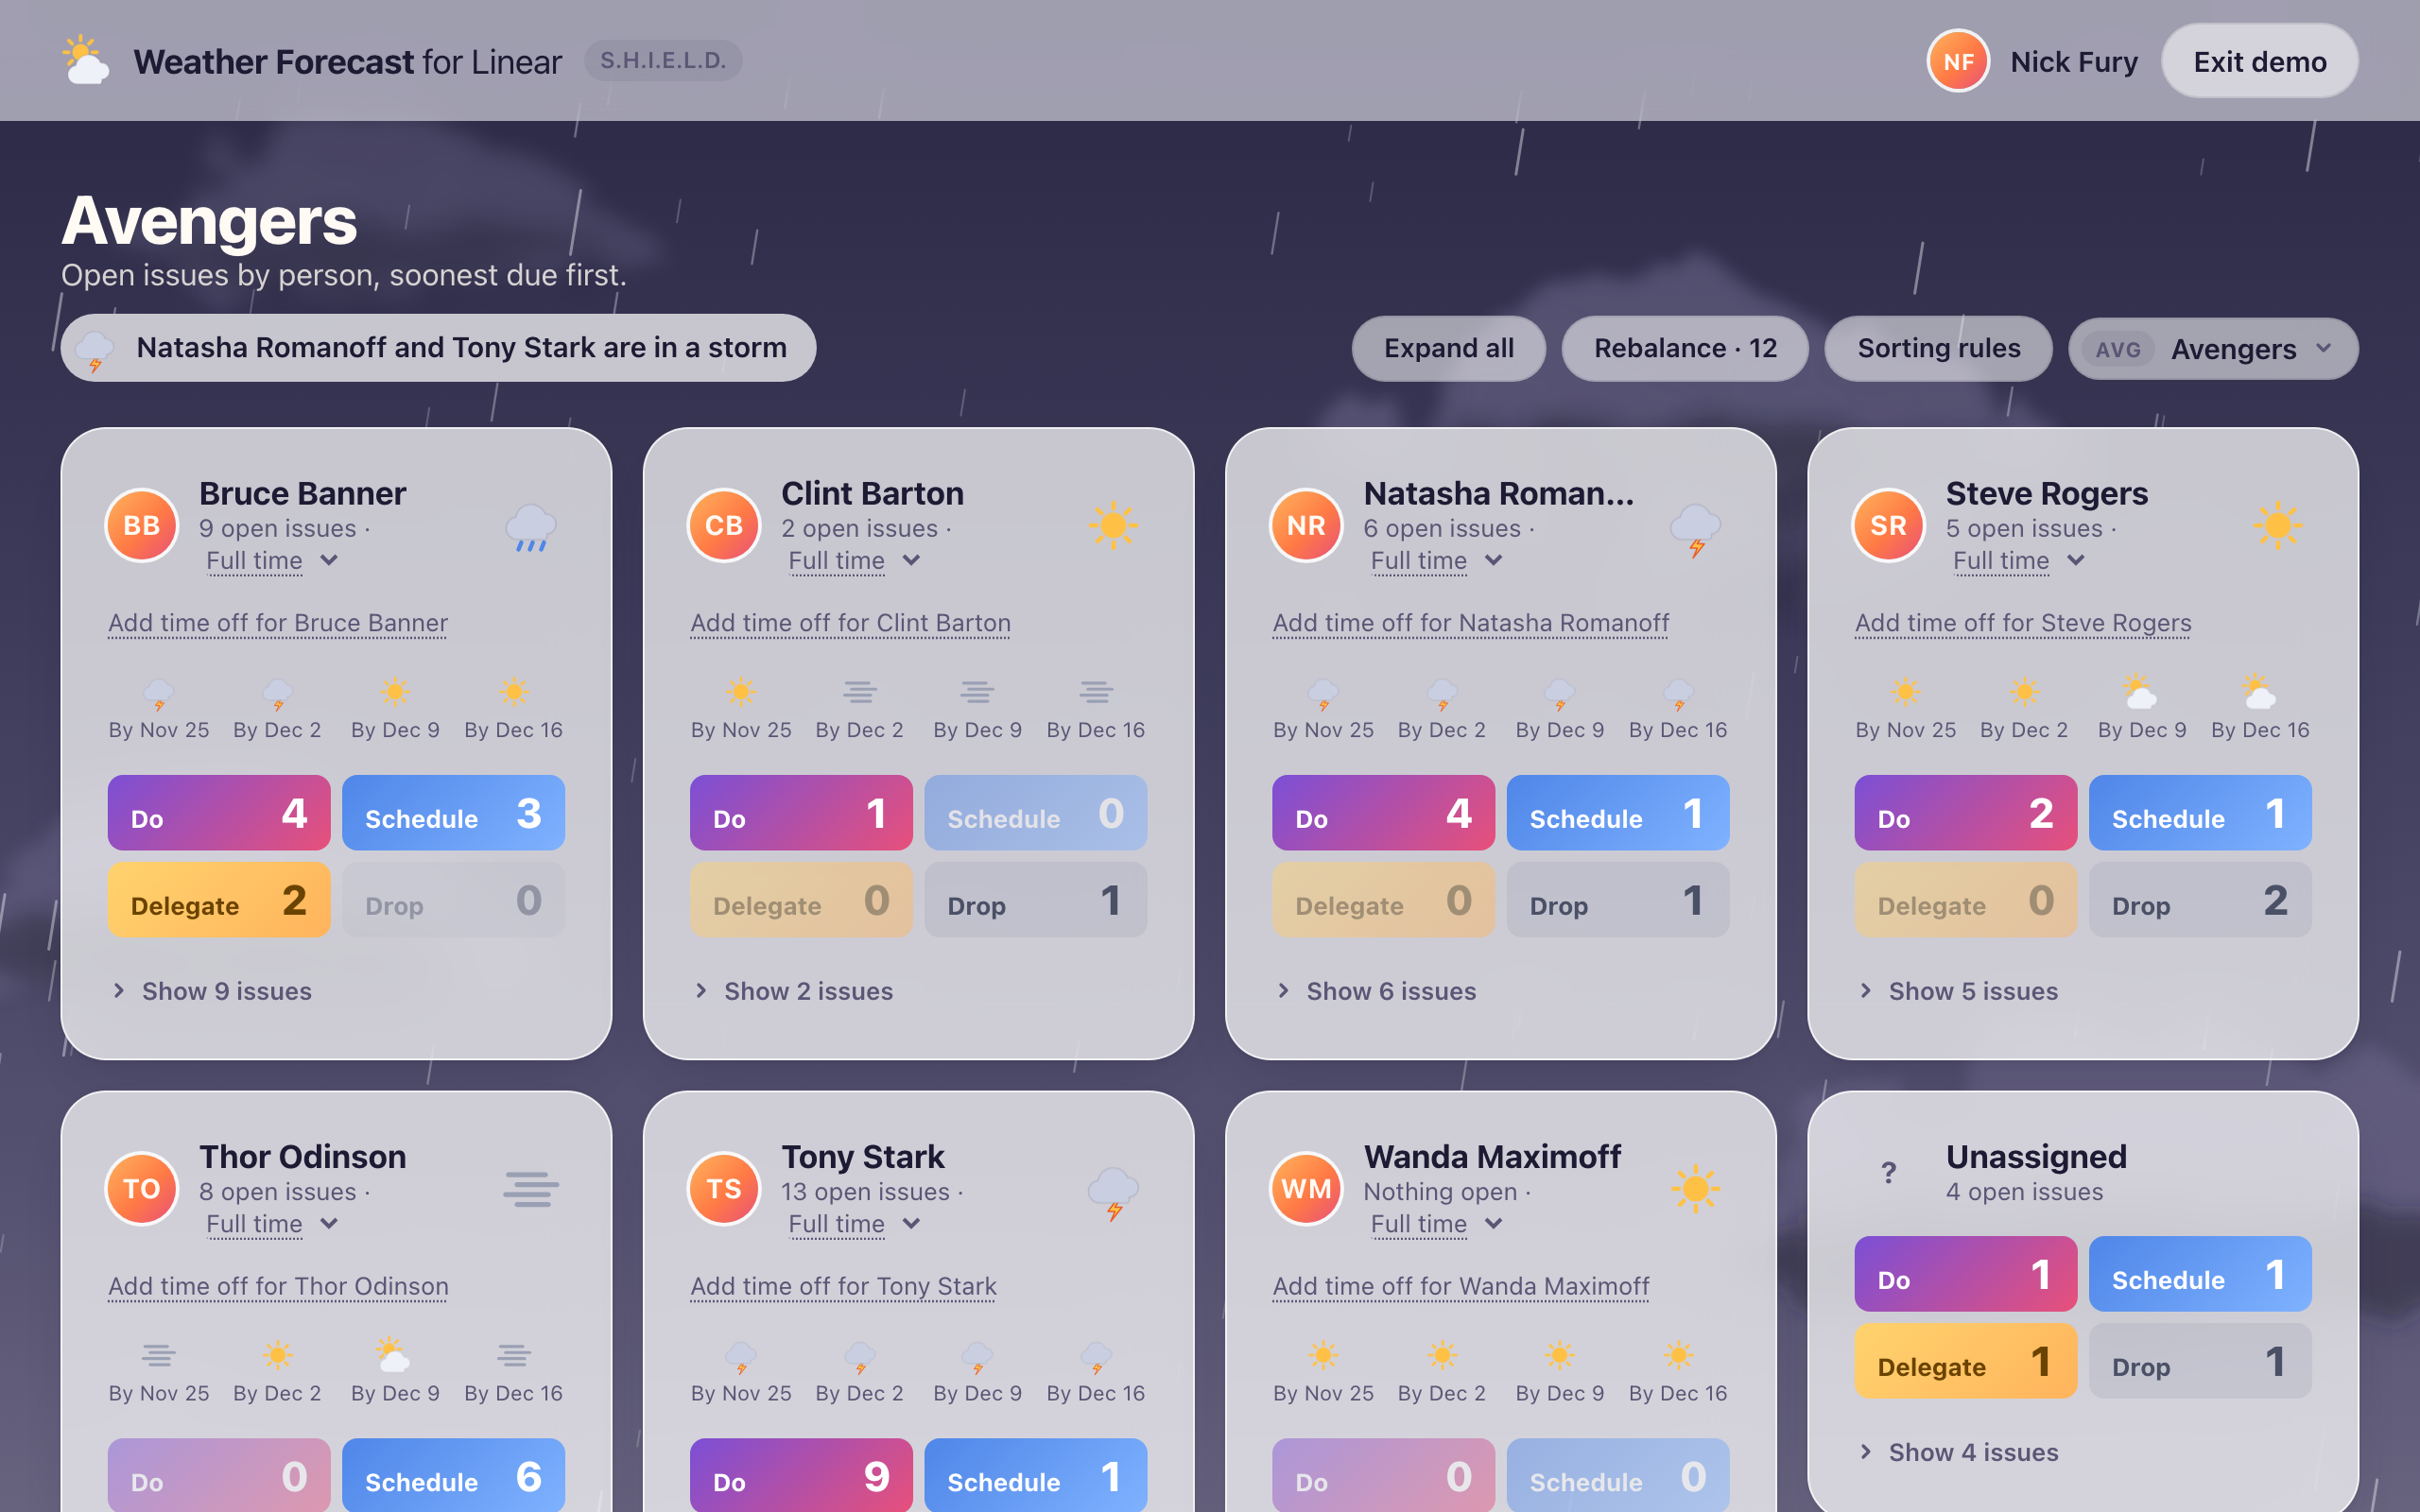 Weather Forecast for Linear S.H.I.E.L.D.
NF Nick Fury Exit demo
Avengers
Open issues by person, soonest due first.
Natasha Romanoff and Tony Stark are in a storm
Expand all Rebalance · 12 Sorting rules AVG Avengers
BB Bruce Banner
9 open issues ·
Full time
Add time off for Bruce Banner
By Nov 25 By Dec 2 By Dec 9 By Dec 16
Do 4 Schedule 3
Delegate 2 Drop 0
Show 9 issues
CB Clint Barton
2 open issues ·
Full time
Add time off for Clint Barton
By Nov 25 By Dec 2 By Dec 9 By Dec 16
Do 1 Schedule 0
Delegate 0 Drop 1
Show 2 issues
NR Natasha Roman...
6 open issues ·
Full time
Add time off for Natasha Romanoff
By Nov 25 By Dec 2 By Dec 9 By Dec 16
Do 4 Schedule 1
Delegate 0 Drop 1
Show 6 issues
SR Steve Rogers
5 open issues ·
Full time
Add time off for Steve Rogers
By Nov 25 By Dec 2 By Dec 9 By Dec 16
Do 2 Schedule 1
Delegate 0 Drop 2
Show 5 issues
TO Thor Odinson
8 open issues ·
Full time
Add time off for Thor Odinson
By Nov 25 By Dec 2 By Dec 9 By Dec 16
Do 0 Schedule 6
TS Tony Stark
13 open issues ·
Full time
Add time off for Tony Stark
By Nov 25 By Dec 2 By Dec 9 By Dec 16
Do 9 Schedule 1
WM Wanda Maximoff
Nothing open ·
Full time
Add time off for Wanda Maximoff
By Nov 25 By Dec 2 By Dec 9 By Dec 16
Do 0 Schedule 0
? Unassigned
4 open issues
Do 1 Schedule 1
Delegate 1 Drop 1
Show 4 issues